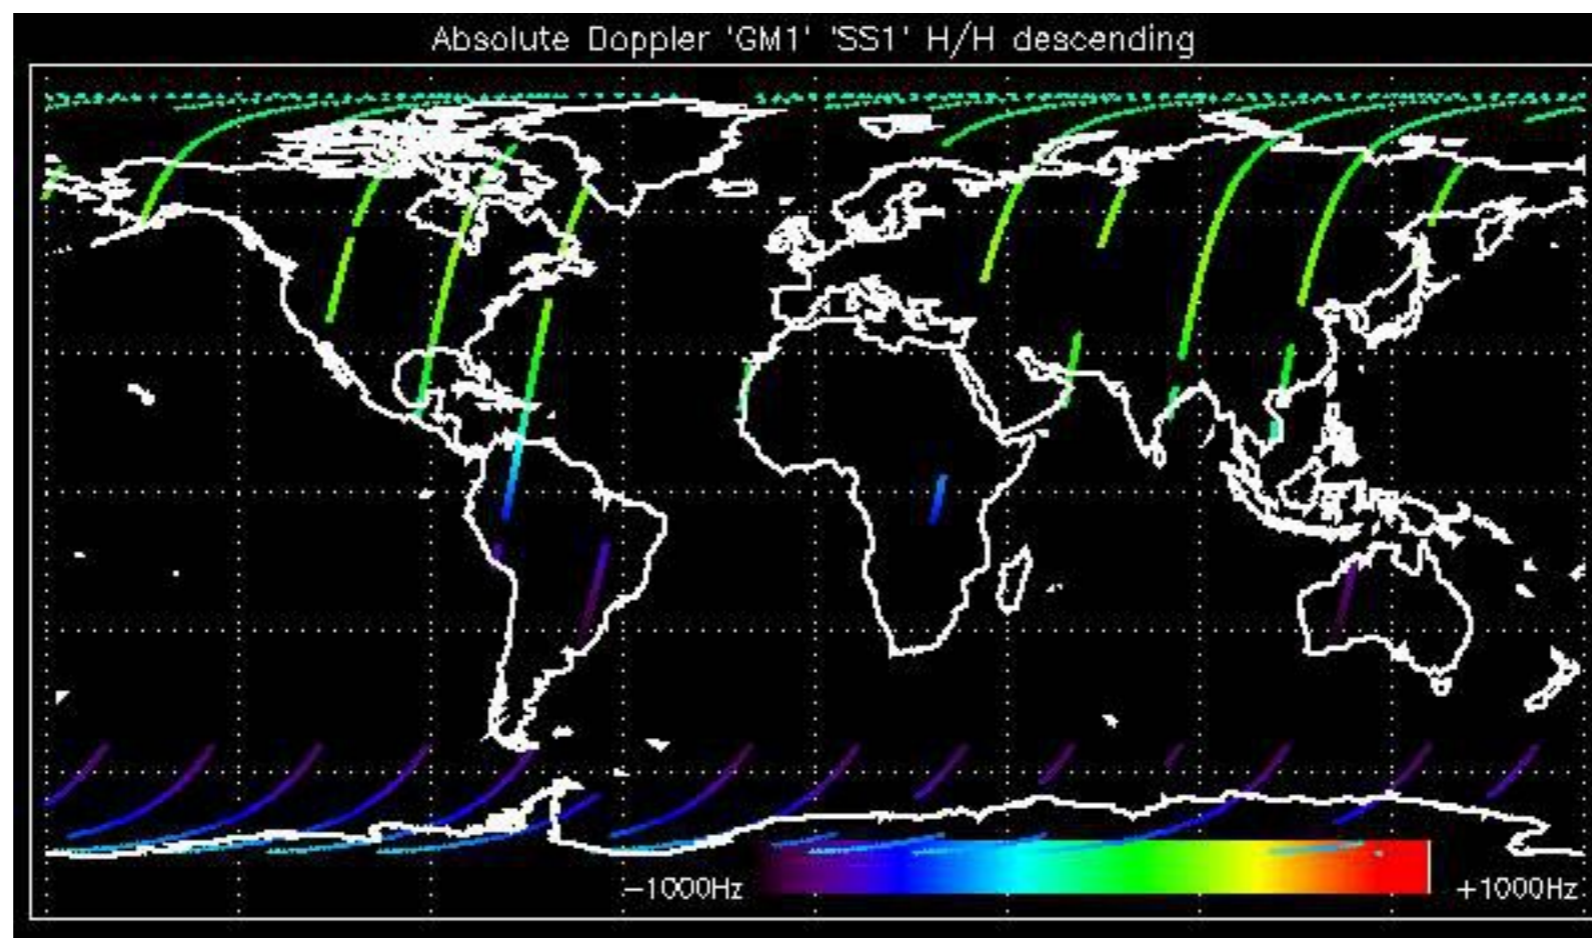 Absolute Doppler 'GM1' 'SS1' H/H descending
-1000Hz +1000Hz